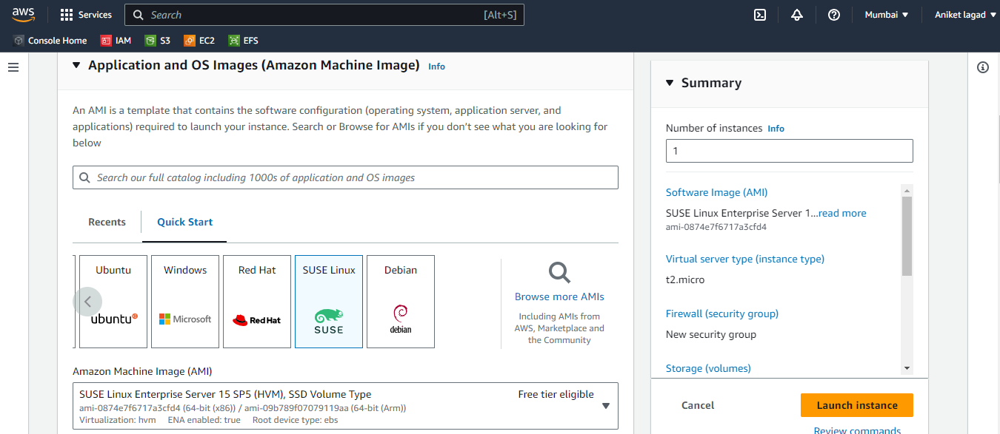 aws
Services
Search
[Alt+S]
Mumbai ▼
Aniket lagad ▼
Console Home
IAM
S3
EC2
EFS
Application and OS Images (Amazon Machine Image) Info
An AMI is a template that contains the software configuration (operating system, application server, and
applications) required to launch your instance. Search or Browse for AMIs if you don’t see what you are looking for
below
Search our full catalog including 1000s of application and OS images
Recents
Quick Start
Ubuntu
ubuntu
Windows
Microsoft
Red Hat
Red Hat
SUSE Linux
SUSE
Debian
debian
Browse more AMIs
Including AMIs from
AWS, Marketplace and
the Community
Amazon Machine Image (AMI)
SUSE Linux Enterprise Server 15 SP5 (HVM), SSD Volume Type
Free tier eligible
ami-0874e7f6717a3cfd4 (64-bit (x86)) / ami-09b789f07079119aa (64-bit (Arm))
Virtualization: hvm ENA enabled: true Root device type: ebs
Summary
Number of instances Info
1
Software Image (AMI)
SUSE Linux Enterprise Server 1...read more
ami-0874e7f6717a3cfd4
Virtual server type (instance type)
t2.micro
Firewall (security group)
New security group
Storage (volumes)
Cancel
Launch instance
Review commands